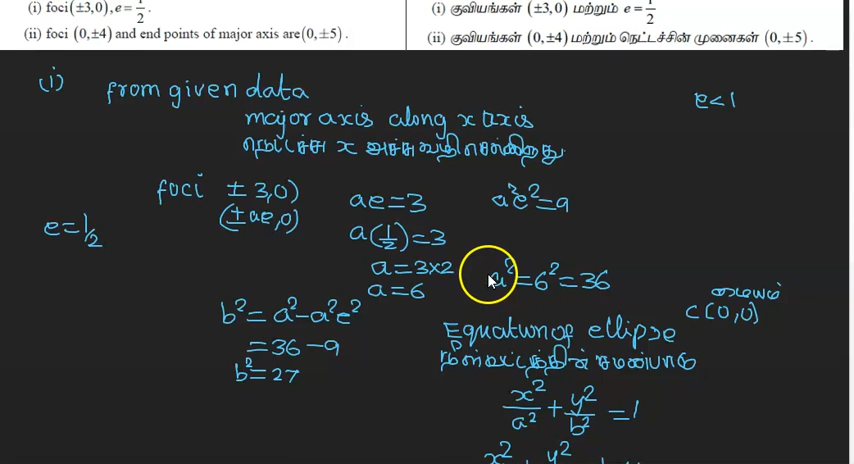 (i) foci(±3,0), e = 1/2.
(ii) foci (0,±4) and end points of major axis are(0,±5).
(i) குவியங்கள் (±3,0) மற்றும் e = 1/2
(ii) குவியங்கள் (0,±4) மற்றும் நெட்டச்சின் முனைகள் (0,±5).
(i) from given data
e<1
major axis along x axis
x
foci ±3,0)
(±ae,0)
e=1/2
ae=3
a²e²=9
a(1/2)=3
a=3×2
a=6
a²=6²=36
b²=a²-a²e²
=36-9
b²=27
மையம்
C(0,0)
Equation of ellipse
x²/a² + y²/b² =1
x² y²